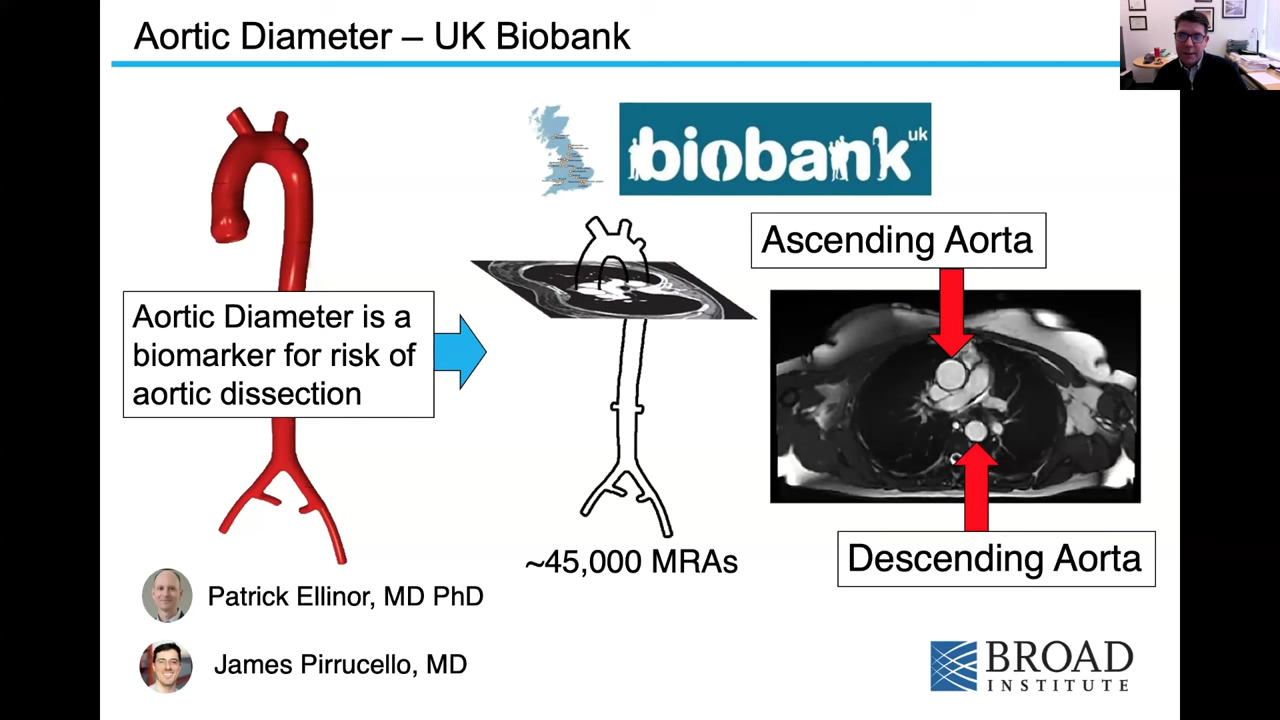 Aortic Diameter – UK Biobank
biobank uk
Ascending Aorta
Aortic Diameter is a
biomarker for risk of
aortic dissection
Descending Aorta
~45,000 MRAs
Patrick Ellinor, MD PhD
James Pirrucello, MD
BROAD
INSTITUTE